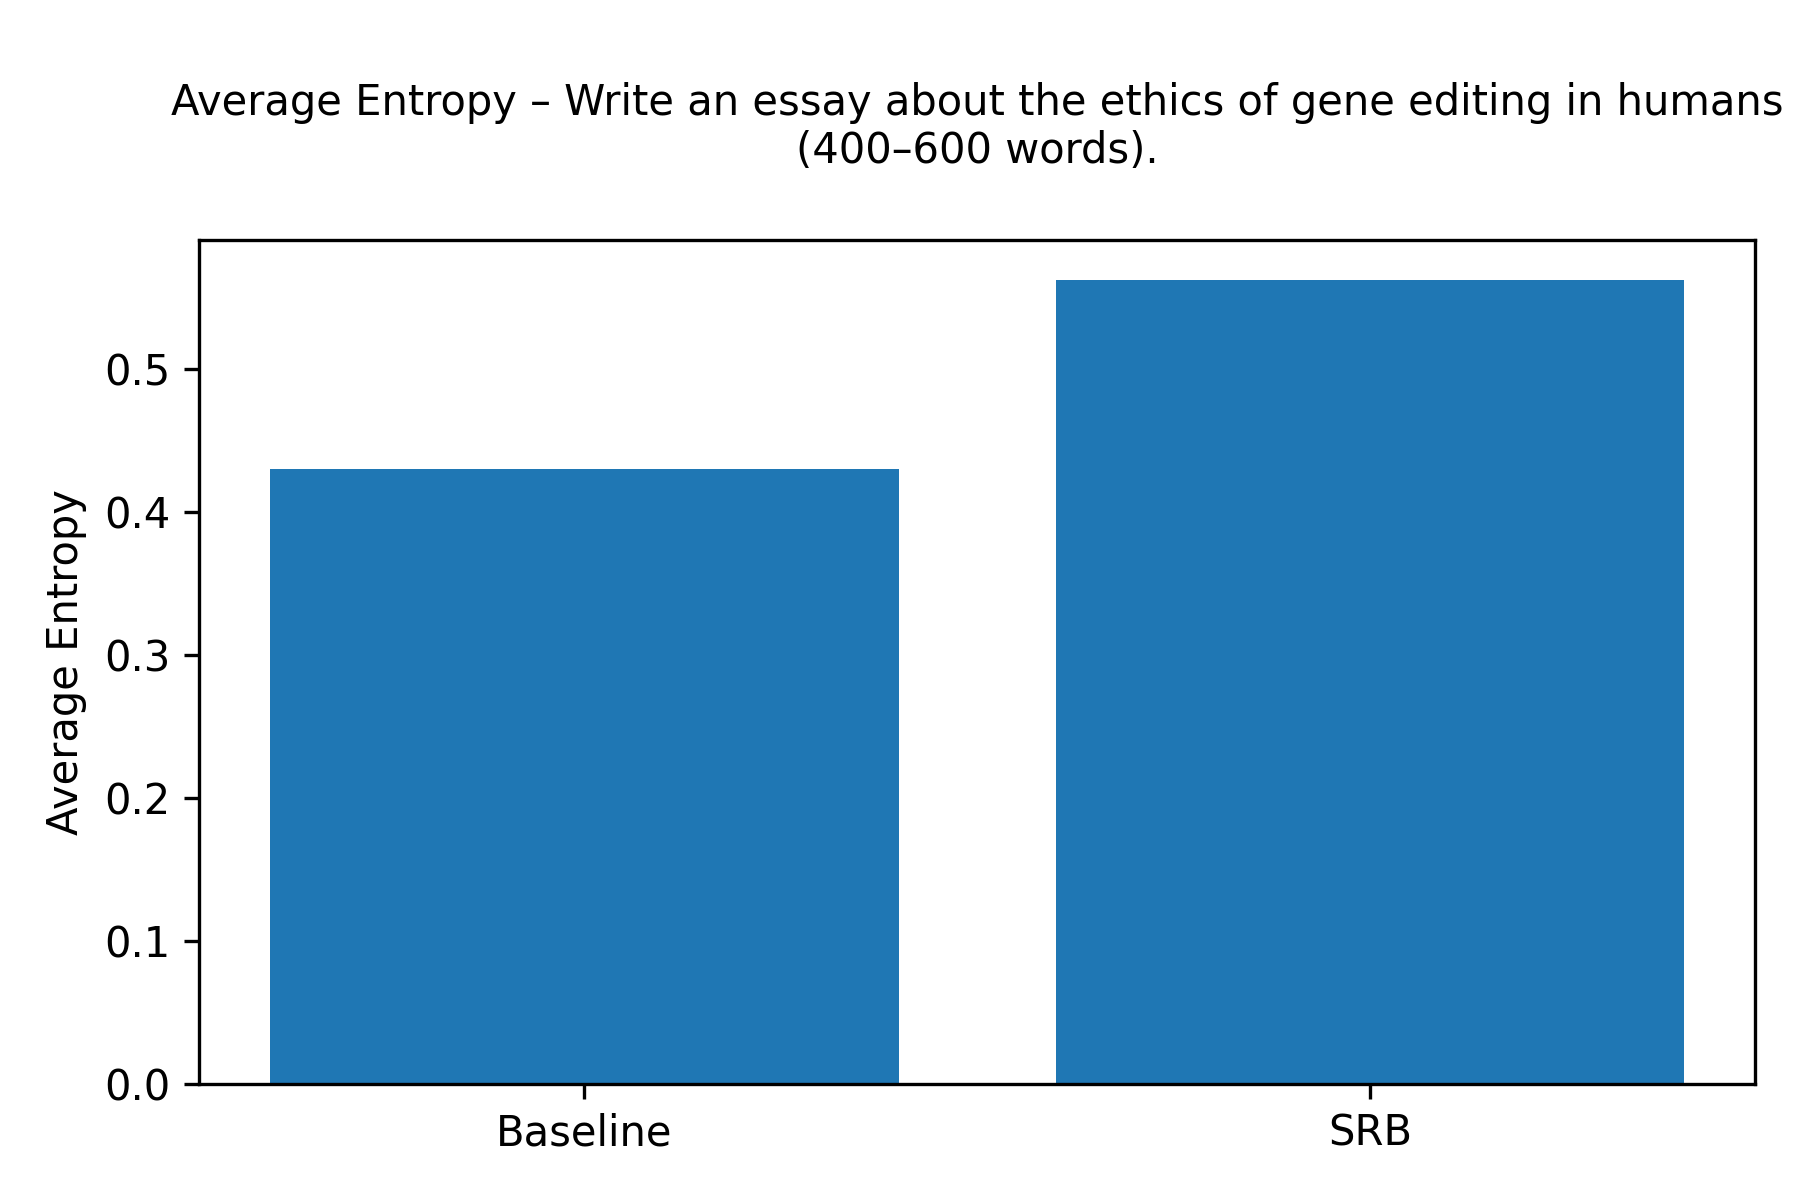 Average Entropy – Write an essay about the ethics of gene editing in humans
(400–600 words).
Average Entropy
0.5
0.4
0.3
0.2
0.1
0.0
Baseline
SRB